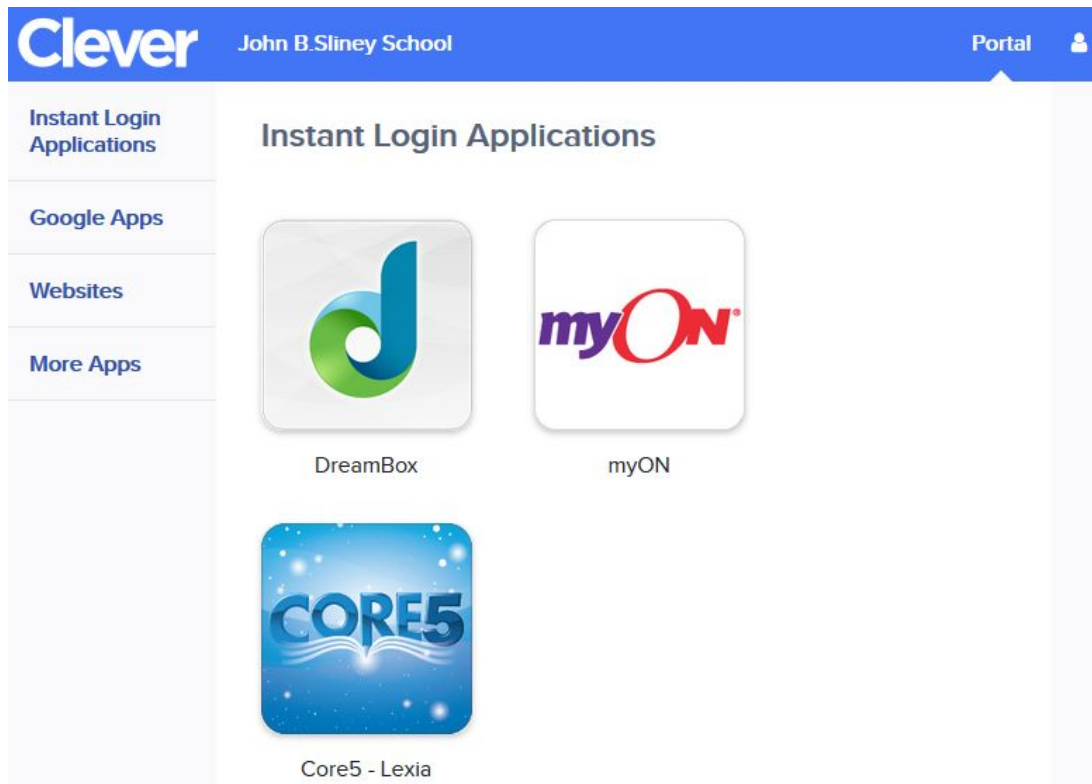 Clever
John B.Sliney School
Portal
Instant Login
Applications
Google Apps
Websites
More Apps
Instant Login Applications
myON®
DreamBox
myON
CORE5
Core5 - Lexia